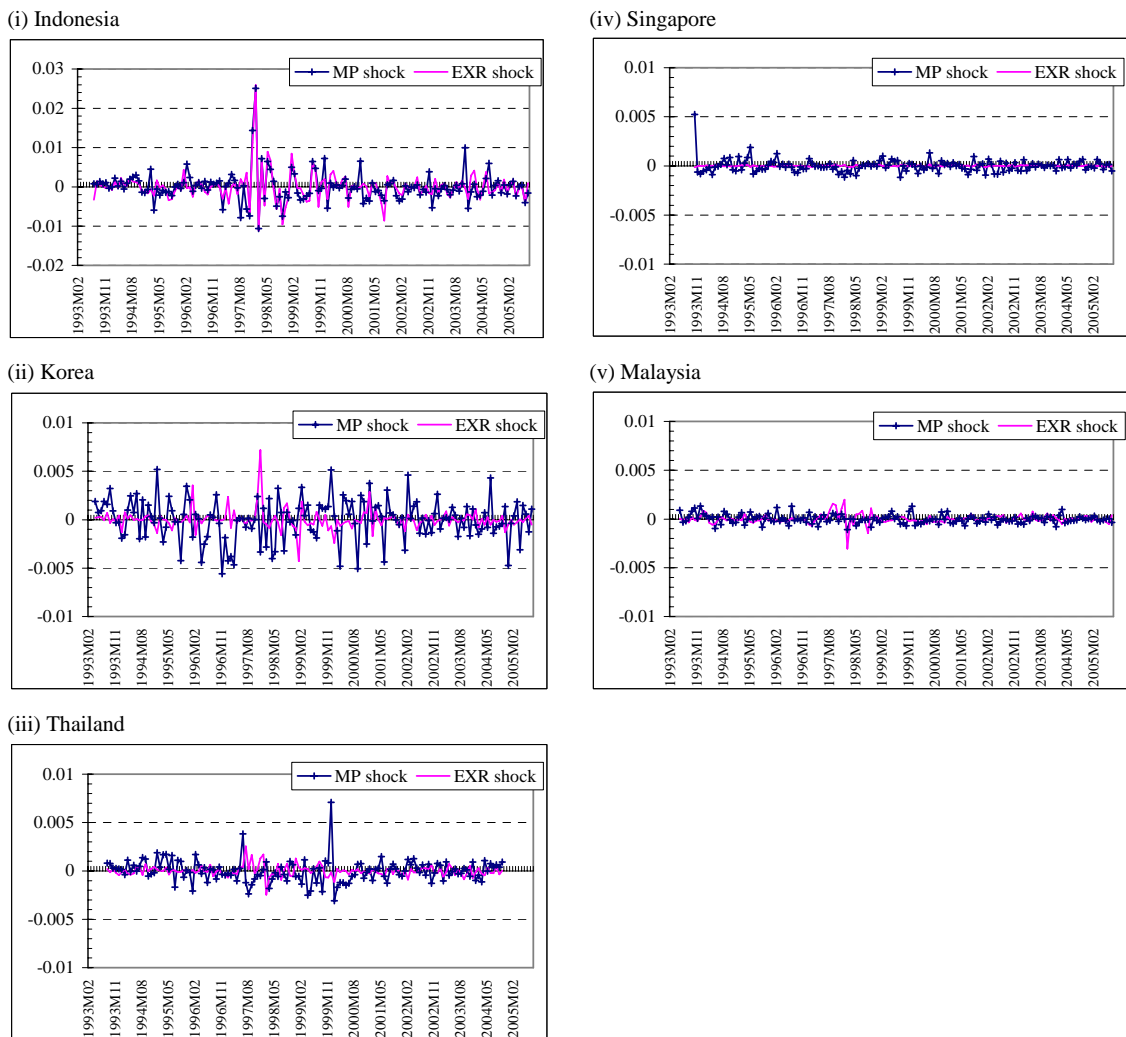 (i) Indonesia
MP shock
EXR shock
0.03
0.02
0.01
0
-0.01
-0.02
1993M02
1993M11
1994M08
1995M05
1996M02
1996M11
1997M08
1998M05
1999M02
1999M11
2000M08
2001M05
2002M02
2002M11
2003M08
2004M05
2005M02
(iv) Singapore
MP shock
EXR shock
0.01
0.005
0
-0.005
-0.01
1993M02
1993M11
1994M08
1995M05
1996M02
1996M11
1997M08
1998M05
1999M02
1999M11
2000M08
2001M05
2002M02
2002M11
2003M08
2004M05
2005M02
(ii) Korea
MP shock
EXR shock
0.01
0.005
0
-0.005
-0.01
1993M02
1993M11
1994M08
1995M05
1996M02
1996M11
1997M08
1998M05
1999M02
1999M11
2000M08
2001M05
2002M02
2002M11
2003M08
2004M05
2005M02
(v) Malaysia
MP shock
EXR shock
0.01
0.005
0
-0.005
-0.01
1993M02
1993M11
1994M08
1995M05
1996M02
1996M11
1997M08
1998M05
1999M02
1999M11
2000M08
2001M05
2002M02
2002M11
2003M08
2004M05
2005M02
(iii) Thailand
MP shock
EXR shock
0.01
0.005
0
-0.005
-0.01
1993M02
1993M11
1994M08
1995M05
1996M02
1996M11
1997M08
1998M05
1999M02
1999M11
2000M08
2001M05
2002M02
2002M11
2003M08
2004M05
2005M02